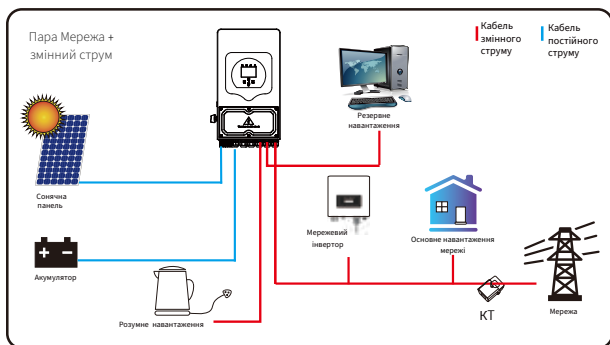 Пара Мережа +
змінний струм
Кабель
змінного
струму
Кабель
постійного
струму
Резервне
навантаження
Сонячна
панель
Мережевий
інвертор
Основне навантаження
мережі
Акумулятор
Розумне навантаження
КТ
Мережа